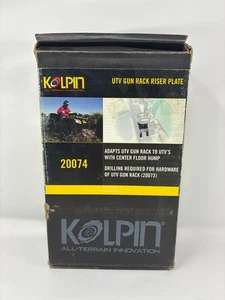 KOLPIN
UTV GUN RACK RISER PLATE
20074
ADAPTS UTV GUN RACK TO UTV'S
WITH CENTER FLOOR HUMP
DRILLING REQUIRED FOR HARDWARE
OF UTV GUN RACK (20073)
KOLPIN
ALL-TERRAIN INNOVATION